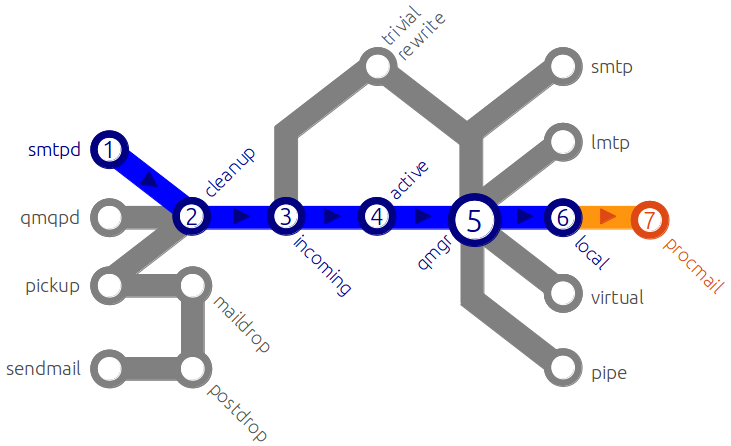 trivial
rewrite
smtp
smtpd
1
cleanup
lmtp
active
qmqpd
2
3
4
5
6
7
incoming
qmgr
local
procmail
pickup
maildrop
virtual
sendmail
postdrop
pipe